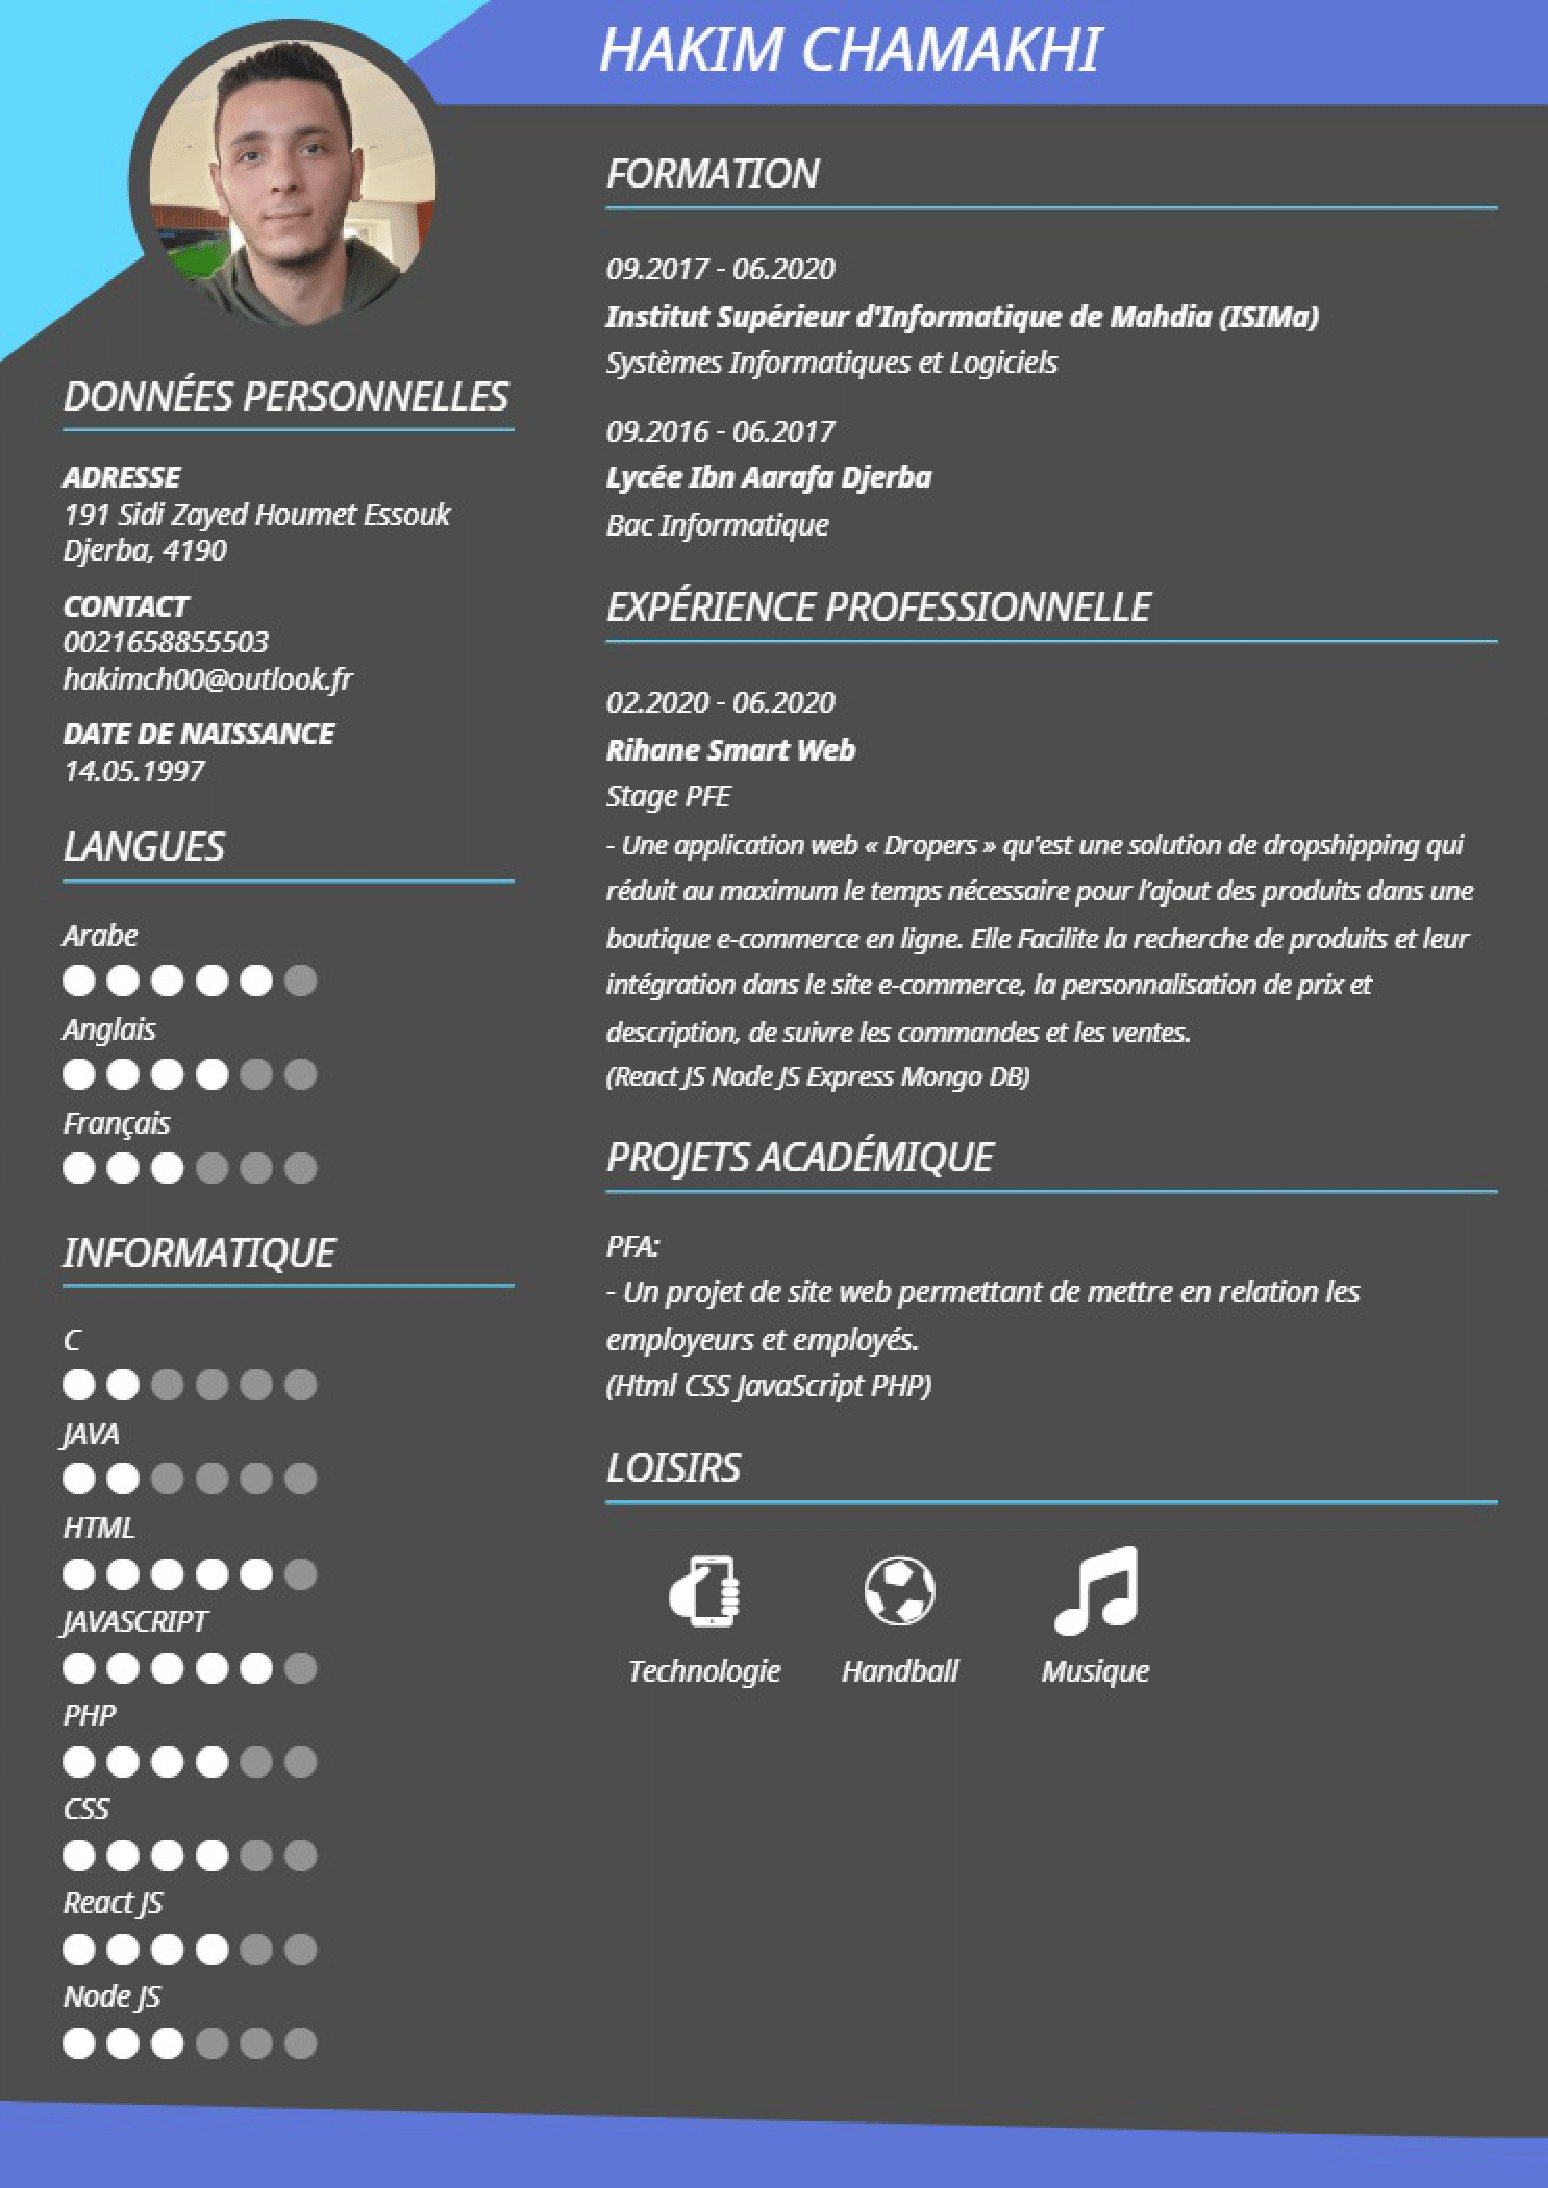 HAKIM CHAMAKHI
DONNÉES PERSONNELLES
ADRESSE
191 Sidi Zayed Houmet Essouk
Djerba, 4190
CONTACT
0021658855503
hakimch00@outlook.fr
DATE DE NAISSANCE
14.05.1997
LANGUES
Arabe
Anglais
Français
INFORMATIQUE
C
JAVA
HTML
JAVASCRIPT
PHP
CSS
React JS
Node JS
FORMATION
09.2017 - 06.2020
Institut Supérieur d'Informatique de Mahdia (ISIMa)
Systèmes Informatiques et Logiciels
09.2016 - 06.2017
Lycée Ibn Aarafa Djerba
Bac Informatique
EXPÉRIENCE PROFESSIONNELLE
02.2020 - 06.2020
Rihane Smart Web
Stage PFE
- Une application web « Dropers » qu'est une solution de dropshipping qui
réduit au maximum le temps nécessaire pour l'ajout des produits dans une
boutique e-commerce en ligne. Elle Facilite la recherche de produits et leur
intégration dans le site e-commerce, la personnalisation de prix et
description, de suivre les commandes et les ventes.
(React JS Node JS Express Mongo DB)
PROJETS ACADÉMIQUE
PFA:
- Un projet de site web permettant de mettre en relation les
employeurs et employés.
(Html CSS JavaScript PHP)
LOISIRS
Technologie
Handball
Musique